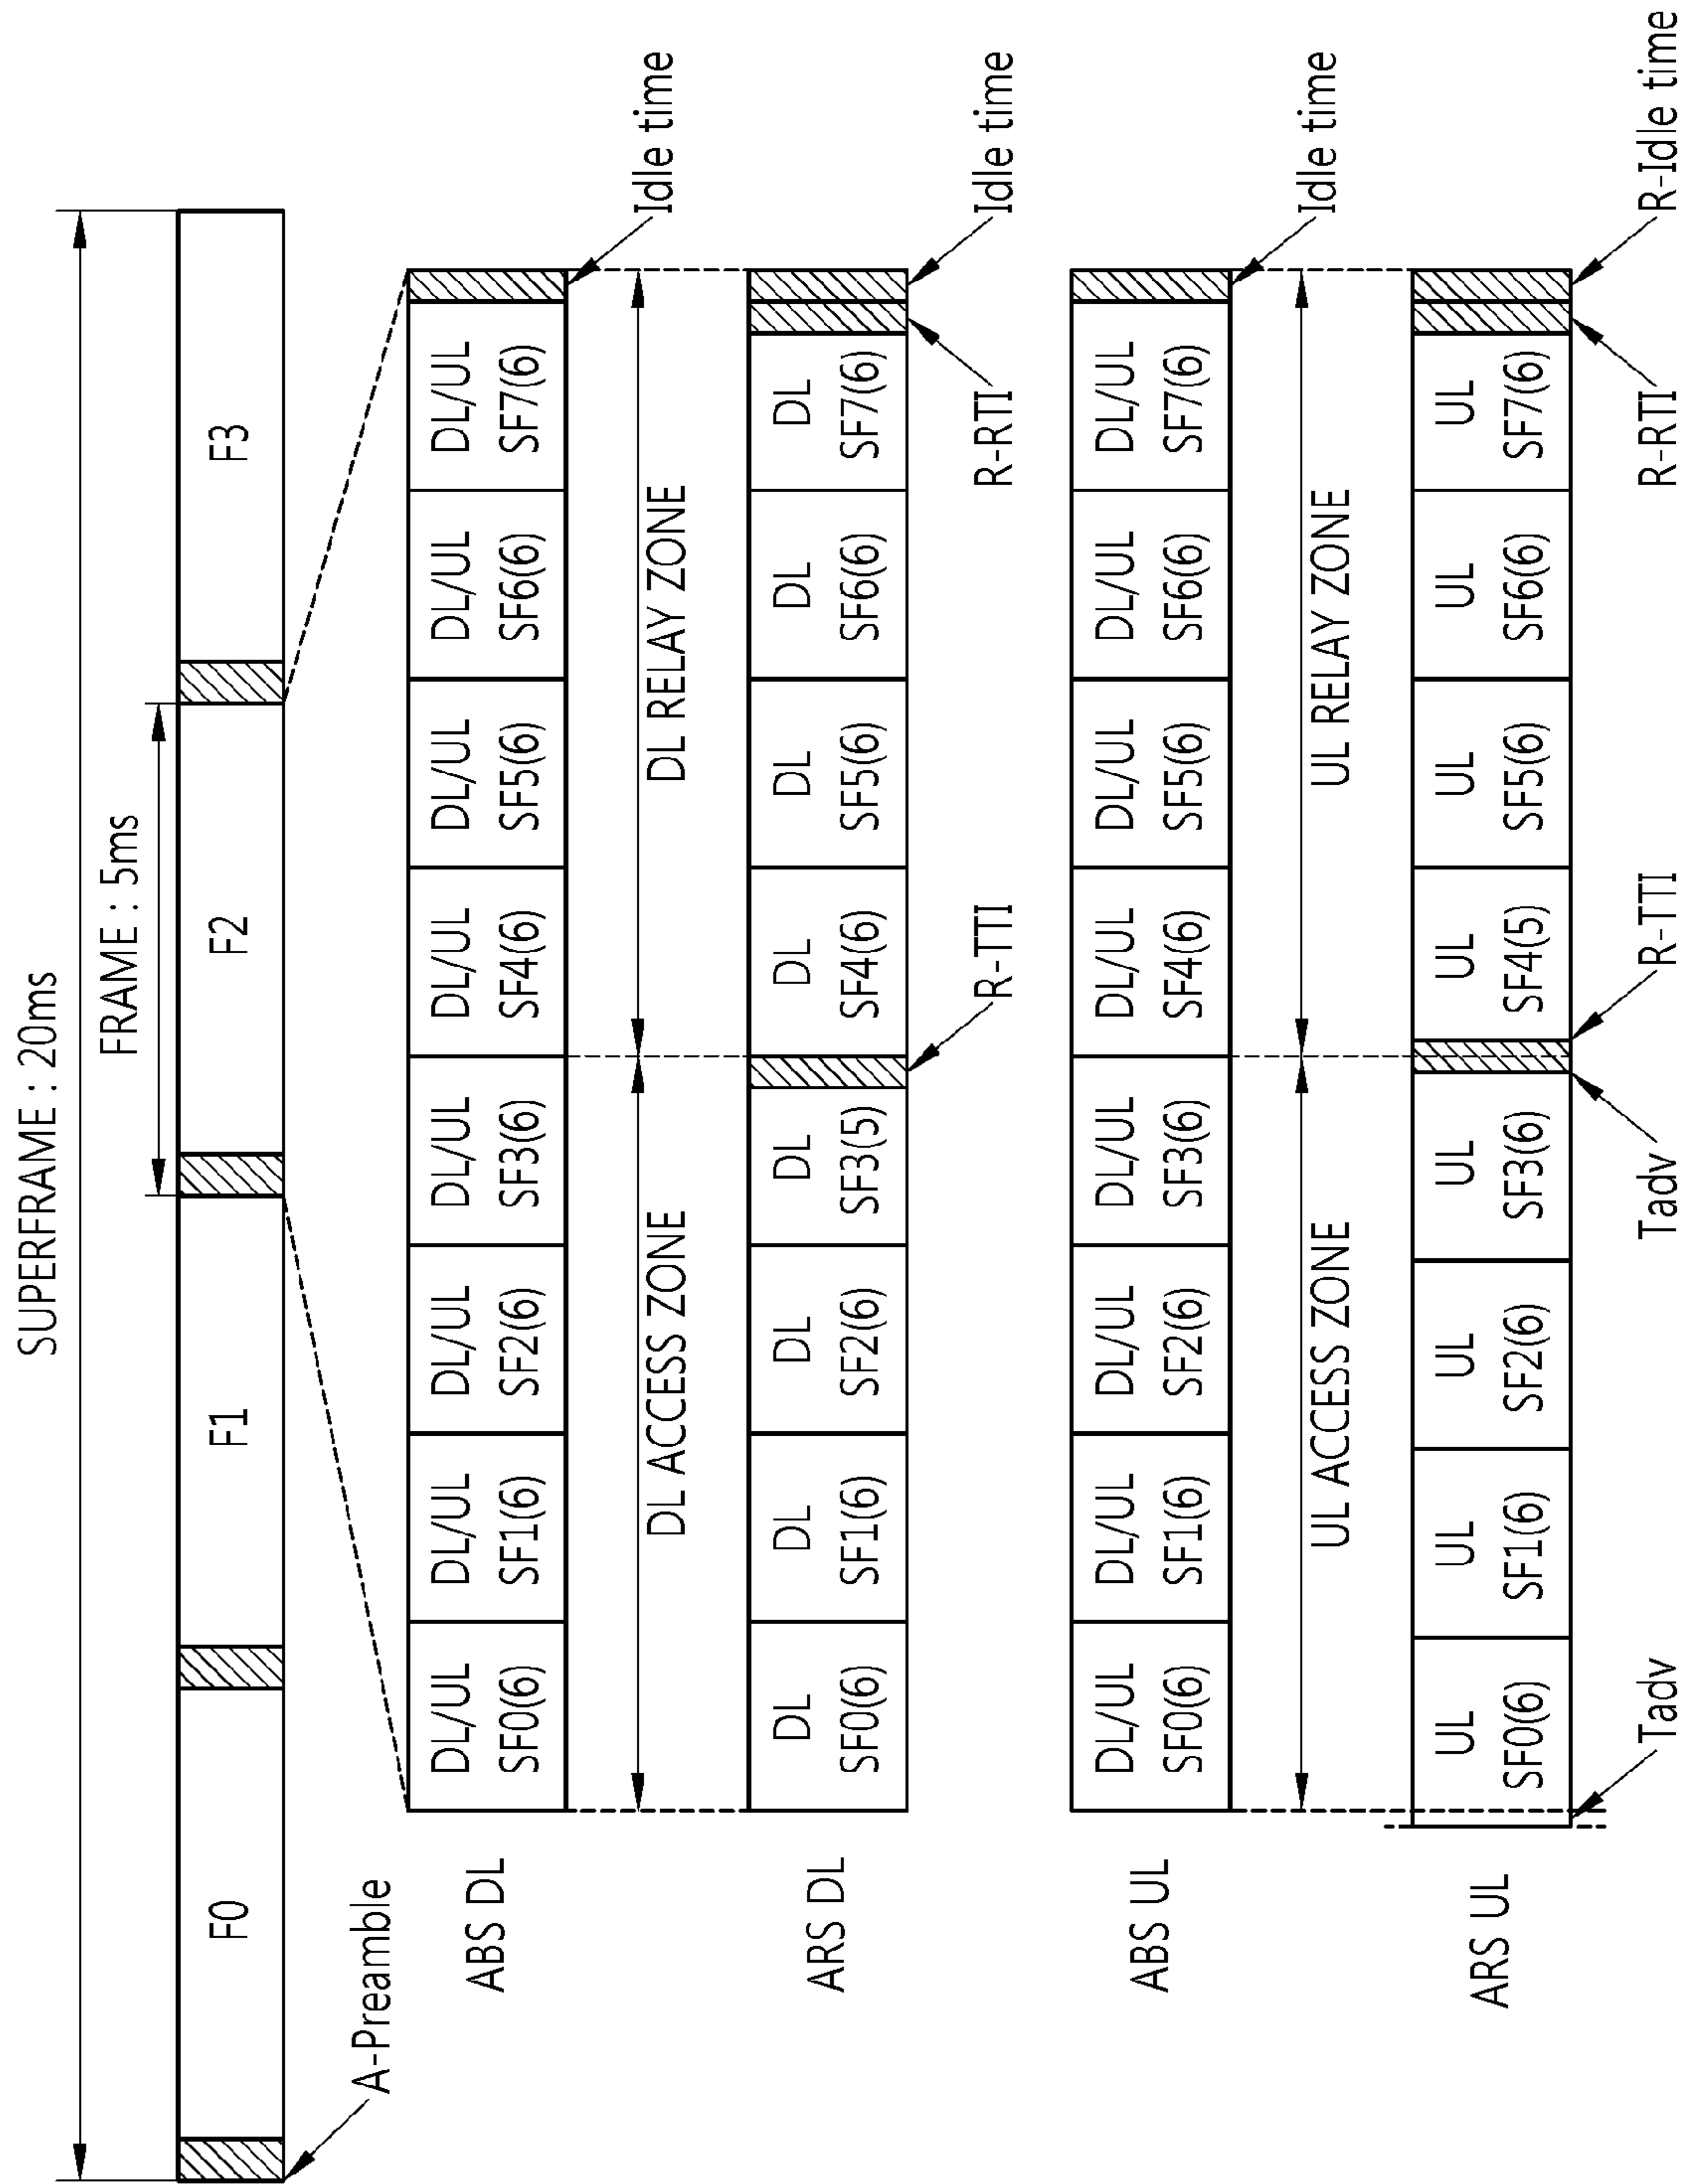 SUPERFRAME : 20ms
FRAME : 5ms
F0
F1
F2
F3
A-Preamble
ABS DL
DL/UL
SF0(6)
DL/UL
SF1(6)
DL/UL
SF2(6)
DL/UL
SF3(6)
DL/UL
SF4(6)
DL/UL
SF5(6)
DL/UL
SF6(6)
DL/UL
SF7(6)
Idle time
DL ACCESS ZONE
DL RELAY ZONE
ARS DL
DL
SF0(6)
DL
SF1(6)
DL
SF2(6)
DL
SF3(5)
DL
SF4(6)
DL
SF5(6)
DL
SF6(6)
DL
SF7(6)
R-TTI
R-RTI
Idle time
ABS UL
DL/UL
SF0(6)
DL/UL
SF1(6)
DL/UL
SF2(6)
DL/UL
SF3(6)
DL/UL
SF4(6)
DL/UL
SF5(6)
DL/UL
SF6(6)
DL/UL
SF7(6)
Idle time
UL ACCESS ZONE
UL RELAY ZONE
ARS UL
UL
SF0(6)
UL
SF1(6)
UL
SF2(6)
UL
SF3(6)
UL
SF4(5)
UL
SF5(6)
UL
SF6(6)
UL
SF7(6)
Tadv
Tadv
R-TTI
R-RTI
R-Idle time